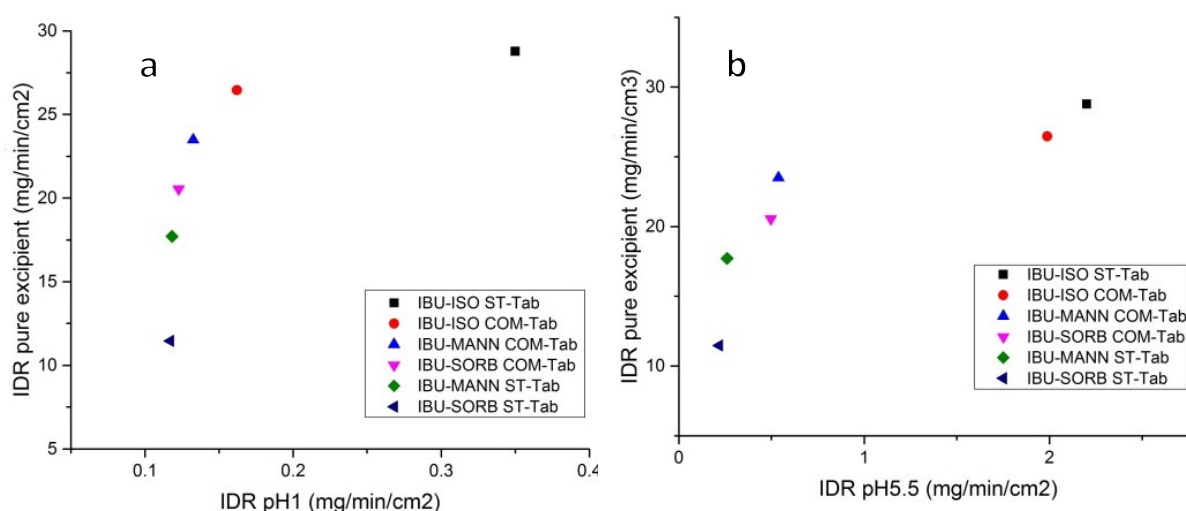 a
IDR pure excipient (mg/min/cm2)
30
25
20
15
10
5
0.1
0.2
0.3
0.4
IDR pH1 (mg/min/cm2)
IBU-ISO ST-Tab
IBU-ISO COM-Tab
IBU-MANN COM-Tab
IBU-SORB COM-Tab
IBU-MANN ST-Tab
IBU-SORB ST-Tab
b
IDR pure excipient (mg/min/cm3)
30
20
10
0
1
2
IDR pH5.5 (mg/min/cm2)
IBU-ISO ST-Tab
IBU-ISO COM-Tab
IBU-MANN COM-Tab
IBU-SORB COM-Tab
IBU-MANN ST-Tab
IBU-SORB ST-Tab